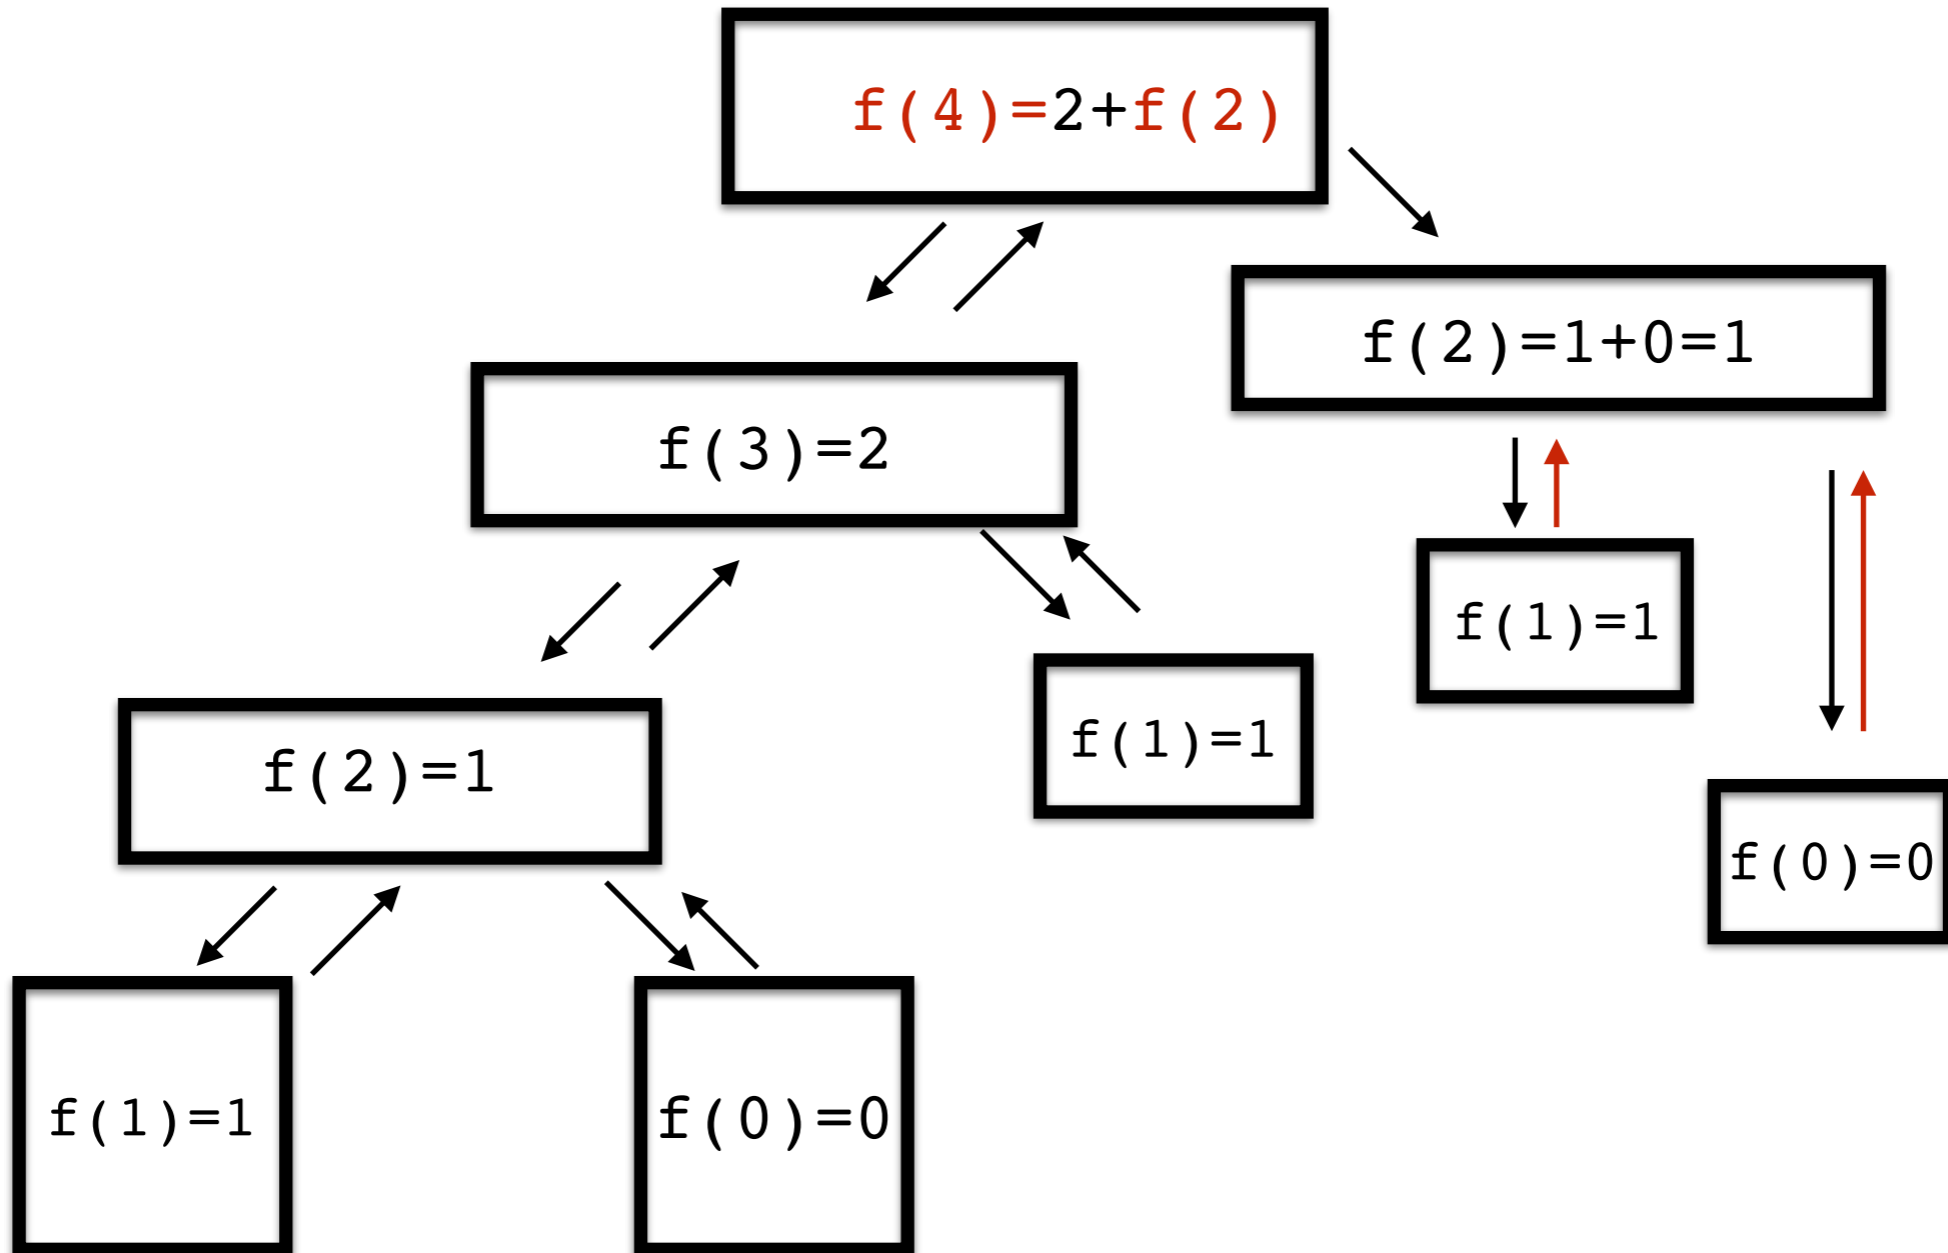 f(4)=2+f(2)
f(2)=1+0=1
f(3)=2
f(1)=1
f(1)=1
f(2)=1
f(0)=0
f(1)=1
f(0)=0